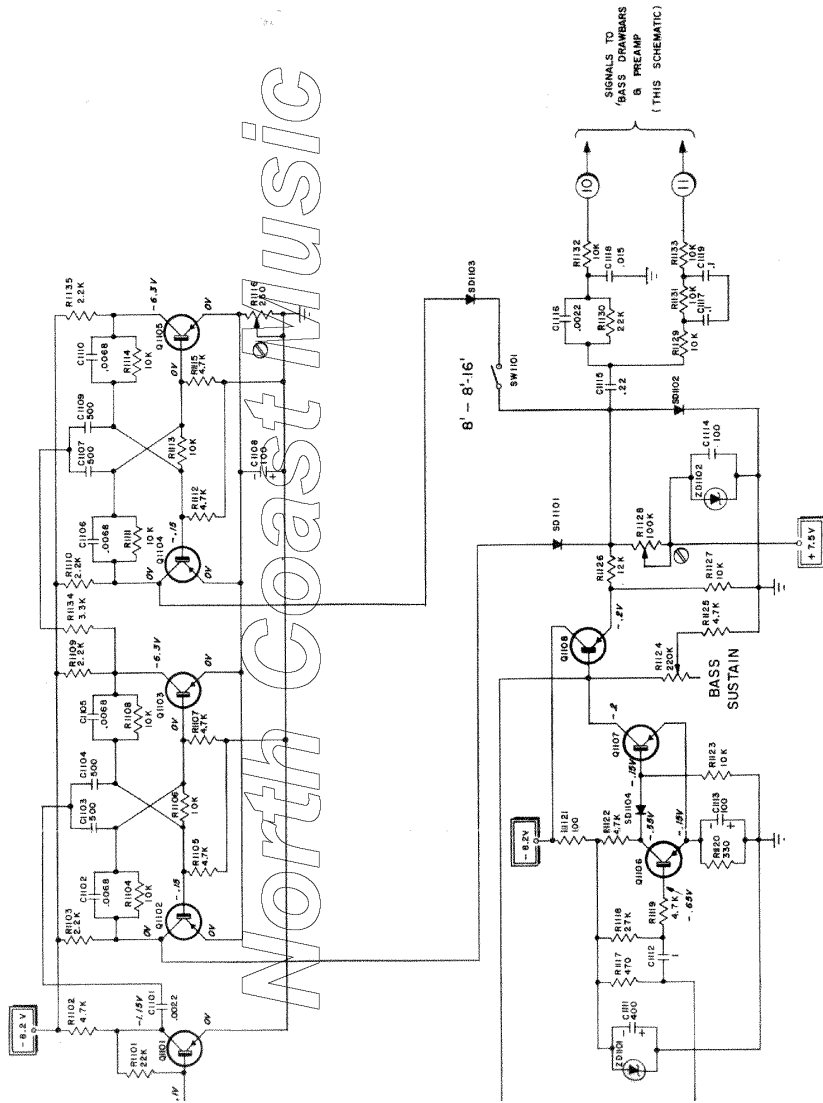 SIGNALS TO
'BASS DRAWBARS
& PREAMP
(THIS SCHEMATIC)
10
11
R1132
10K
C1118
.015
C1116
.0022
R1130
22K
R1133
10K
C1119
.1
R1131
10K
C1117
.1
R1129
10K
C1115
.22
SD1103
8' - 8'-16'
SW1101
SD1102
SD1101
R1128
100K
ZD1102
C1114
100
R1126
12K
R1127
10K
+7.5V
Q1108
-.2V
R1125
4.7K
R1124
220K
BASS
SUSTAIN
Q1107
-.2
-.15V
R1123
10K
-8.2V
R1121
100
R1122
4.7K
SD1104
-.55V
-.15V
Q1106
C1113
100
R1120
330
R1119
4.7K
-.65V
R1118
27K
R1117
470
C1112
1
C1111
400
ZD1101
-8.2 V
R1102
4.7K
R1101
22K
-1.15V
C1101
.0022
Q1101
0V
.1V
R1103
2.2K
C1102
.0068
R1104
10K
C1103
500
C1104
500
C1105
.0068
R1108
10K
R1109
2.2K
R1134
3.3K
0V
Q1102
0V
-.15
R1105
4.7K
R1106
10K
R1107
4.7K
0V
-6.3V
Q1103
0V
R1110
2.2K
C1106
.0068
R1111
10K
C1107
500
C1109
500
C1110
.0068
R1114
10K
R1135
2.2K
0V
Q1104
0V
-.15
R1112
4.7K
R1113
10K
R1115
4.7K
0V
-6.3V
Q1105
0V
C1108
100
R1116
250
North Coast Music